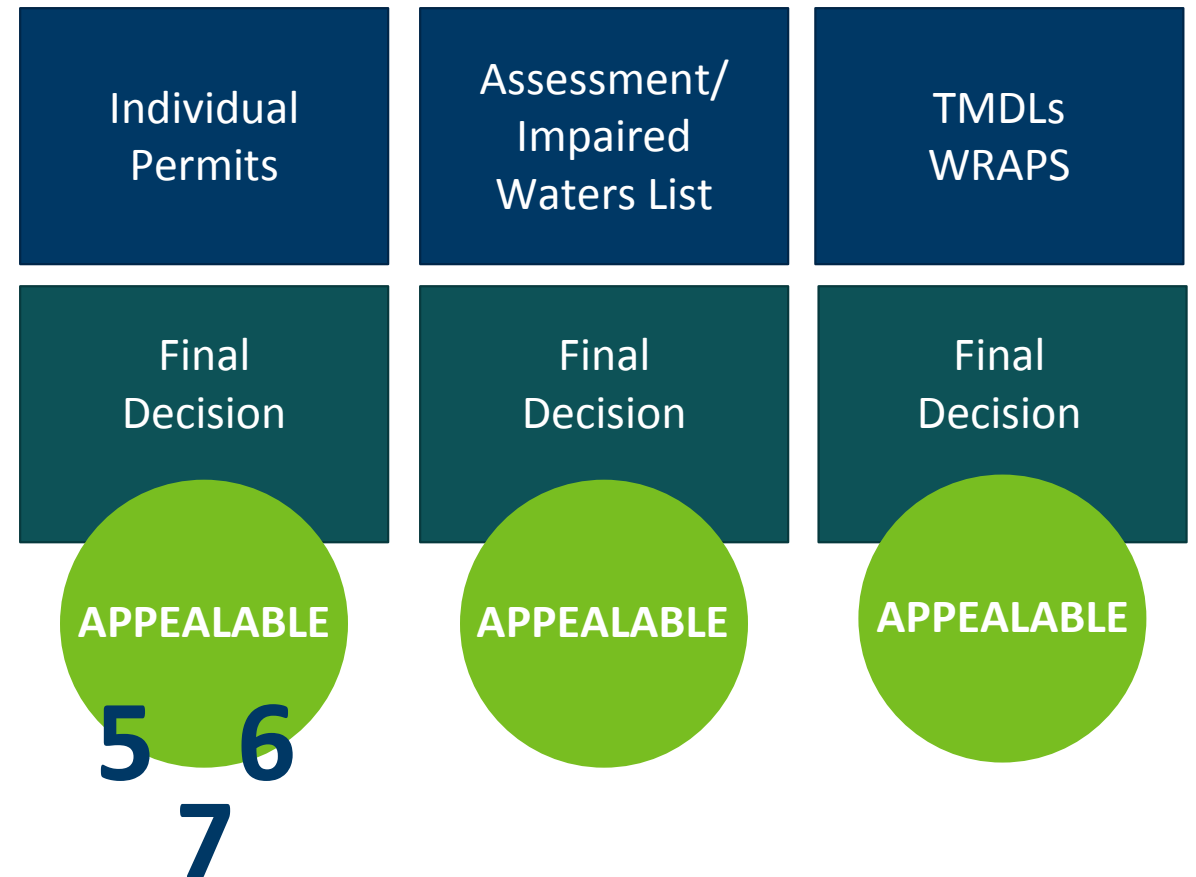 Individual
Permits
Assessment/
Impaired
Waters List
TMDLs
WRAPS
Final
Decision
Final
Decision
Final
Decision
APPEALABLE
APPEALABLE
APPEALABLE
5 6
7